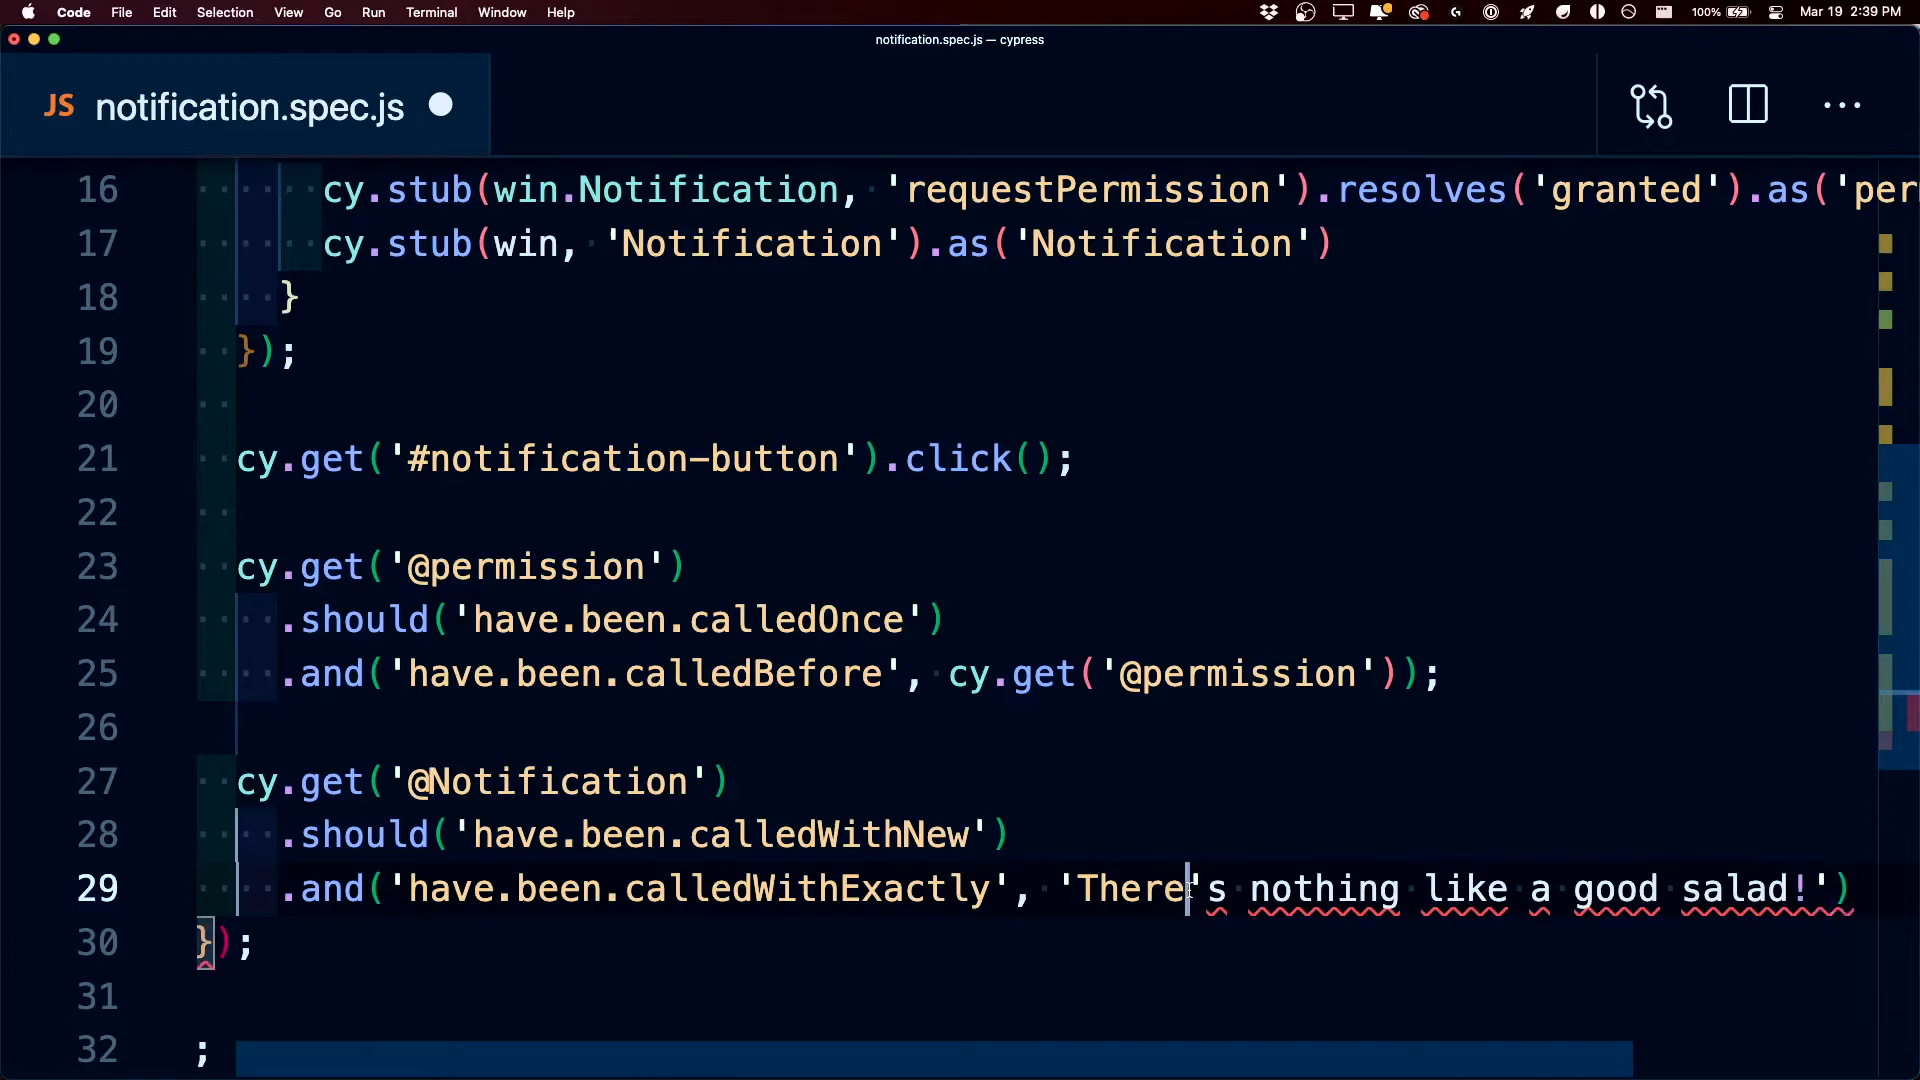 Code File Edit Selection View Go Run Terminal Window Help 100% Mar 19 2:39 PM
notification.spec.js — cypress
JS notification.spec.js
16 cy.stub(win.Notification, 'requestPermission').resolves('granted').as('per
17 cy.stub(win, 'Notification').as('Notification')
18 }
19 });
20
21 cy.get('#notification-button').click();
22
23 cy.get('@permission')
24 .should('have.been.calledOnce')
25 .and('have.been.calledBefore', cy.get('@permission'));
26
27 cy.get('@Notification')
28 .should('have.been.calledWithNew')
29 .and('have.been.calledWithExactly', 'There's nothing like a good salad!')
30 });
31
32 ;